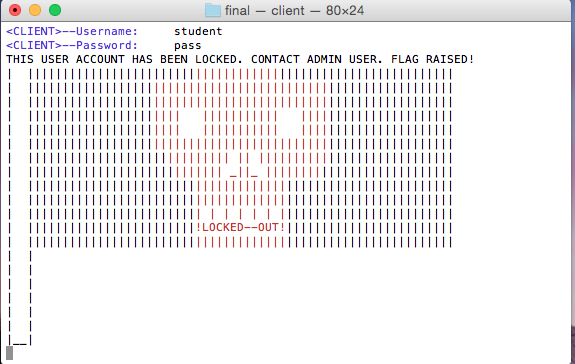 final — client — 80×24
<CLIENT>--Username: student
<CLIENT>--Password: pass
THIS USER ACCOUNT HAS BEEN LOCKED. CONTACT ADMIN USER. FLAG RAISED!
!LOCKED--OUT!